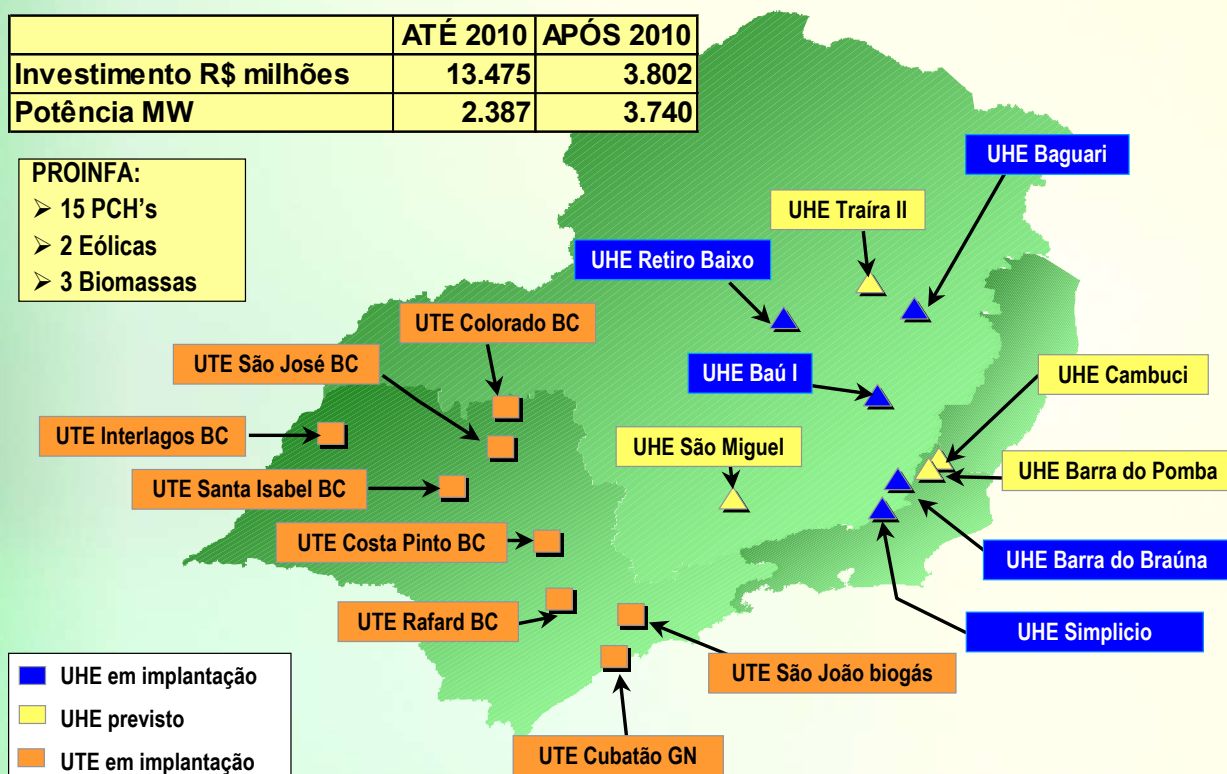 ATÉ 2010 APÓS 2010
Investimento R$ milhões 13.475 3.802
Potência MW 2.387 3.740
PROINFA:
➢ 15 PCH's
➢ 2 Eólicas
➢ 3 Biomassas
UHE Baguari
UHE Traíra II
UHE Retiro Baixo
UTE Colorado BC
UTE São José BC
UHE Baú I
UHE Cambuci
UTE Interlagos BC
UHE São Miguel
UHE Barra do Pomba
UTE Santa Isabel BC
UTE Costa Pinto BC
UHE Barra do Braúna
UTE Rafard BC
UHE Simplicio
UTE São João biogás
UTE Cubatão GN
UHE em implantação
UHE previsto
UTE em implantação